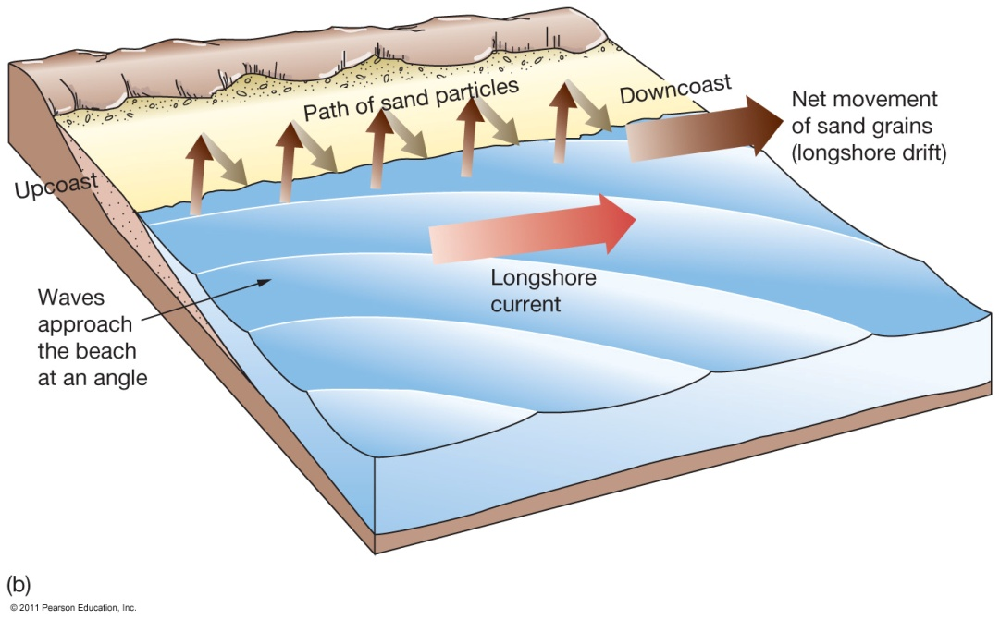 Path of sand particles
Downcoast
Net movement
of sand grains
(longshore drift)
Upcoast
Longshore
current
Waves
approach
the beach
at an angle
(b)
© 2011 Pearson Education, Inc.